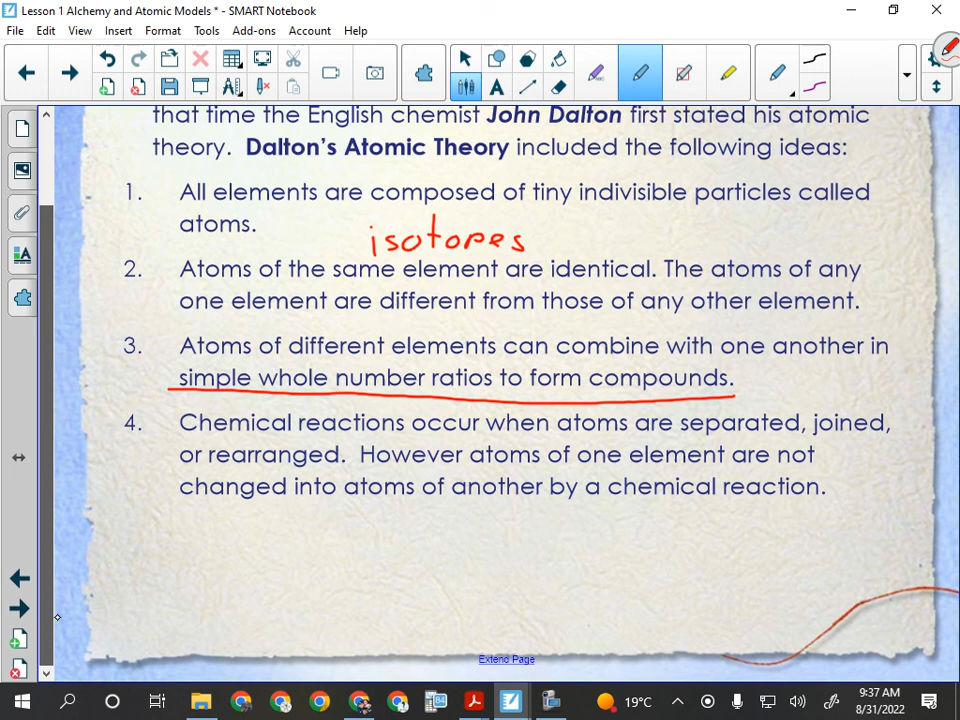 Lesson 1 Alchemy and Atomic Models * - SMART Notebook
File Edit View Insert Format Tools Add-ons Account Help
that time the English chemist John Dalton first stated his atomic
theory. Dalton's Atomic Theory included the following ideas:
1. All elements are composed of tiny indivisible particles called
atoms.
isotopes
2. Atoms of the same element are identical. The atoms of any
one element are different from those of any other element.
3. Atoms of different elements can combine with one another in
simple whole number ratios to form compounds.
4. Chemical reactions occur when atoms are separated, joined,
or rearranged. However atoms of one element are not
changed into atoms of another by a chemical reaction.
Extend Page
19°C
9:37 AM
8/31/2022